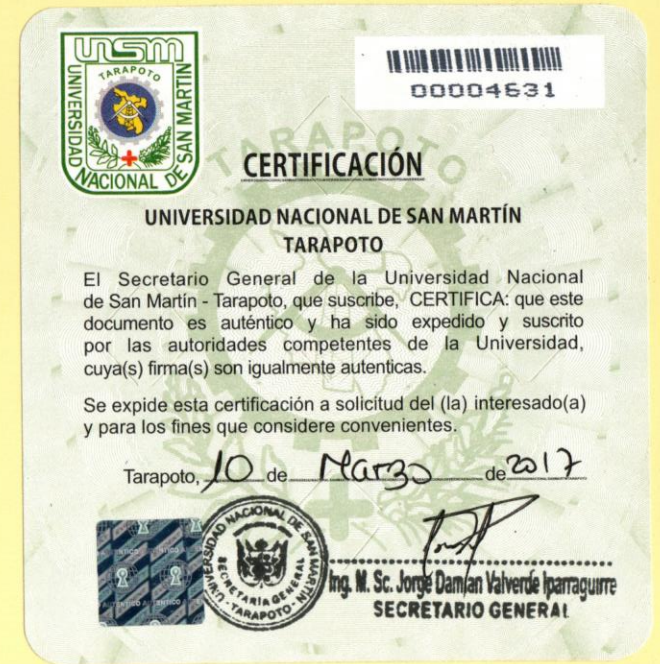 UNSM
TARAPOTO
UNIVERSIDAD NACIONAL DE SAN MARTIN
00004631
TARAPOTO
CERTIFICACIÓN
UNIVERSIDAD NACIONAL DE SAN MARTÍN
TARAPOTO
El Secretario General de la Universidad Nacional
de San Martín - Tarapoto, que suscribe, CERTIFICA: que este
documento es auténtico y ha sido expedido y suscrito
por las autoridades competentes de la Universidad,
cuya(s) firma(s) son igualmente autenticas.
Se expide esta certificación a solicitud del (la) interesado(a)
y para los fines que considere convenientes.
Tarapoto, 10 de Marzo de 2017
UNIVERSIDAD NACIONAL DE SAN MARTIN
SECRETARIA GENERAL
- TARAPOTO -
AUTENTICO AUTENTICO
Ing. M. Sc. Jorge Damian Valverde Iparraguirre
SECRETARIO GENERAL